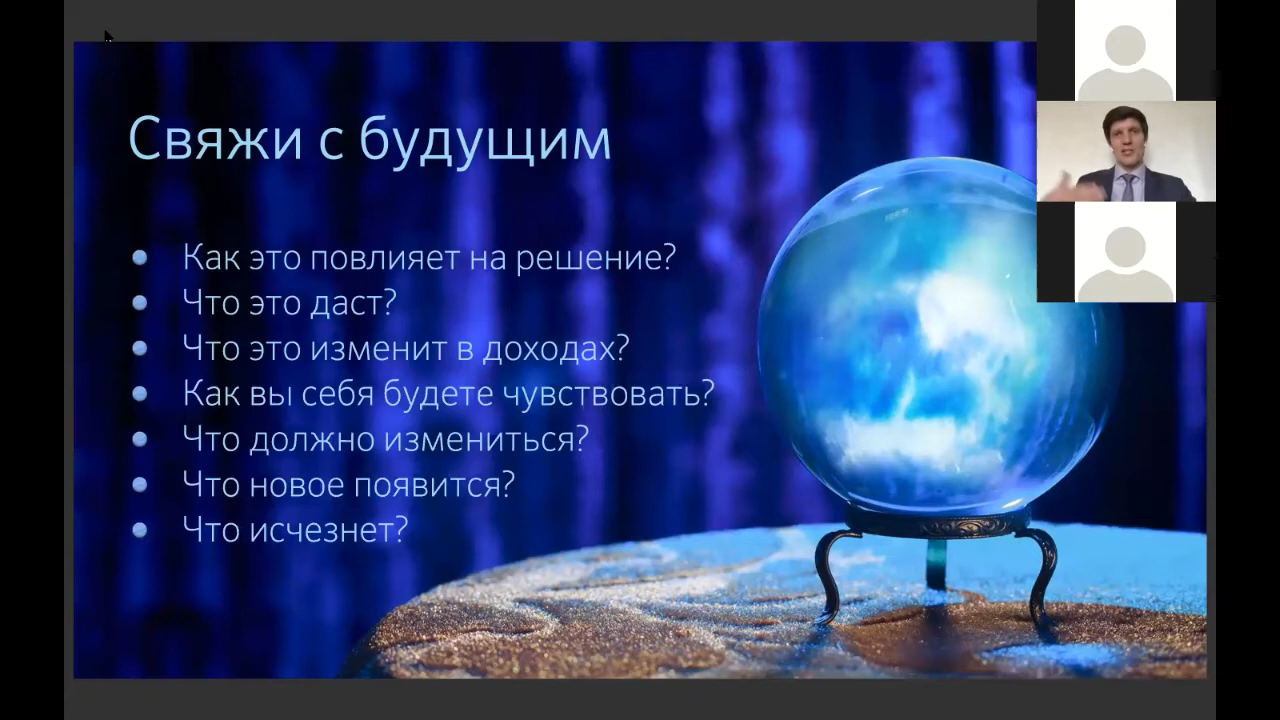 Свяжи с будущим
• Как это повлияет на решение?
• Что это даст?
• Что это изменит в доходах?
• Как вы себя будете чувствовать?
• Что должно измениться?
• Что новое появится?
• Что исчезнет?